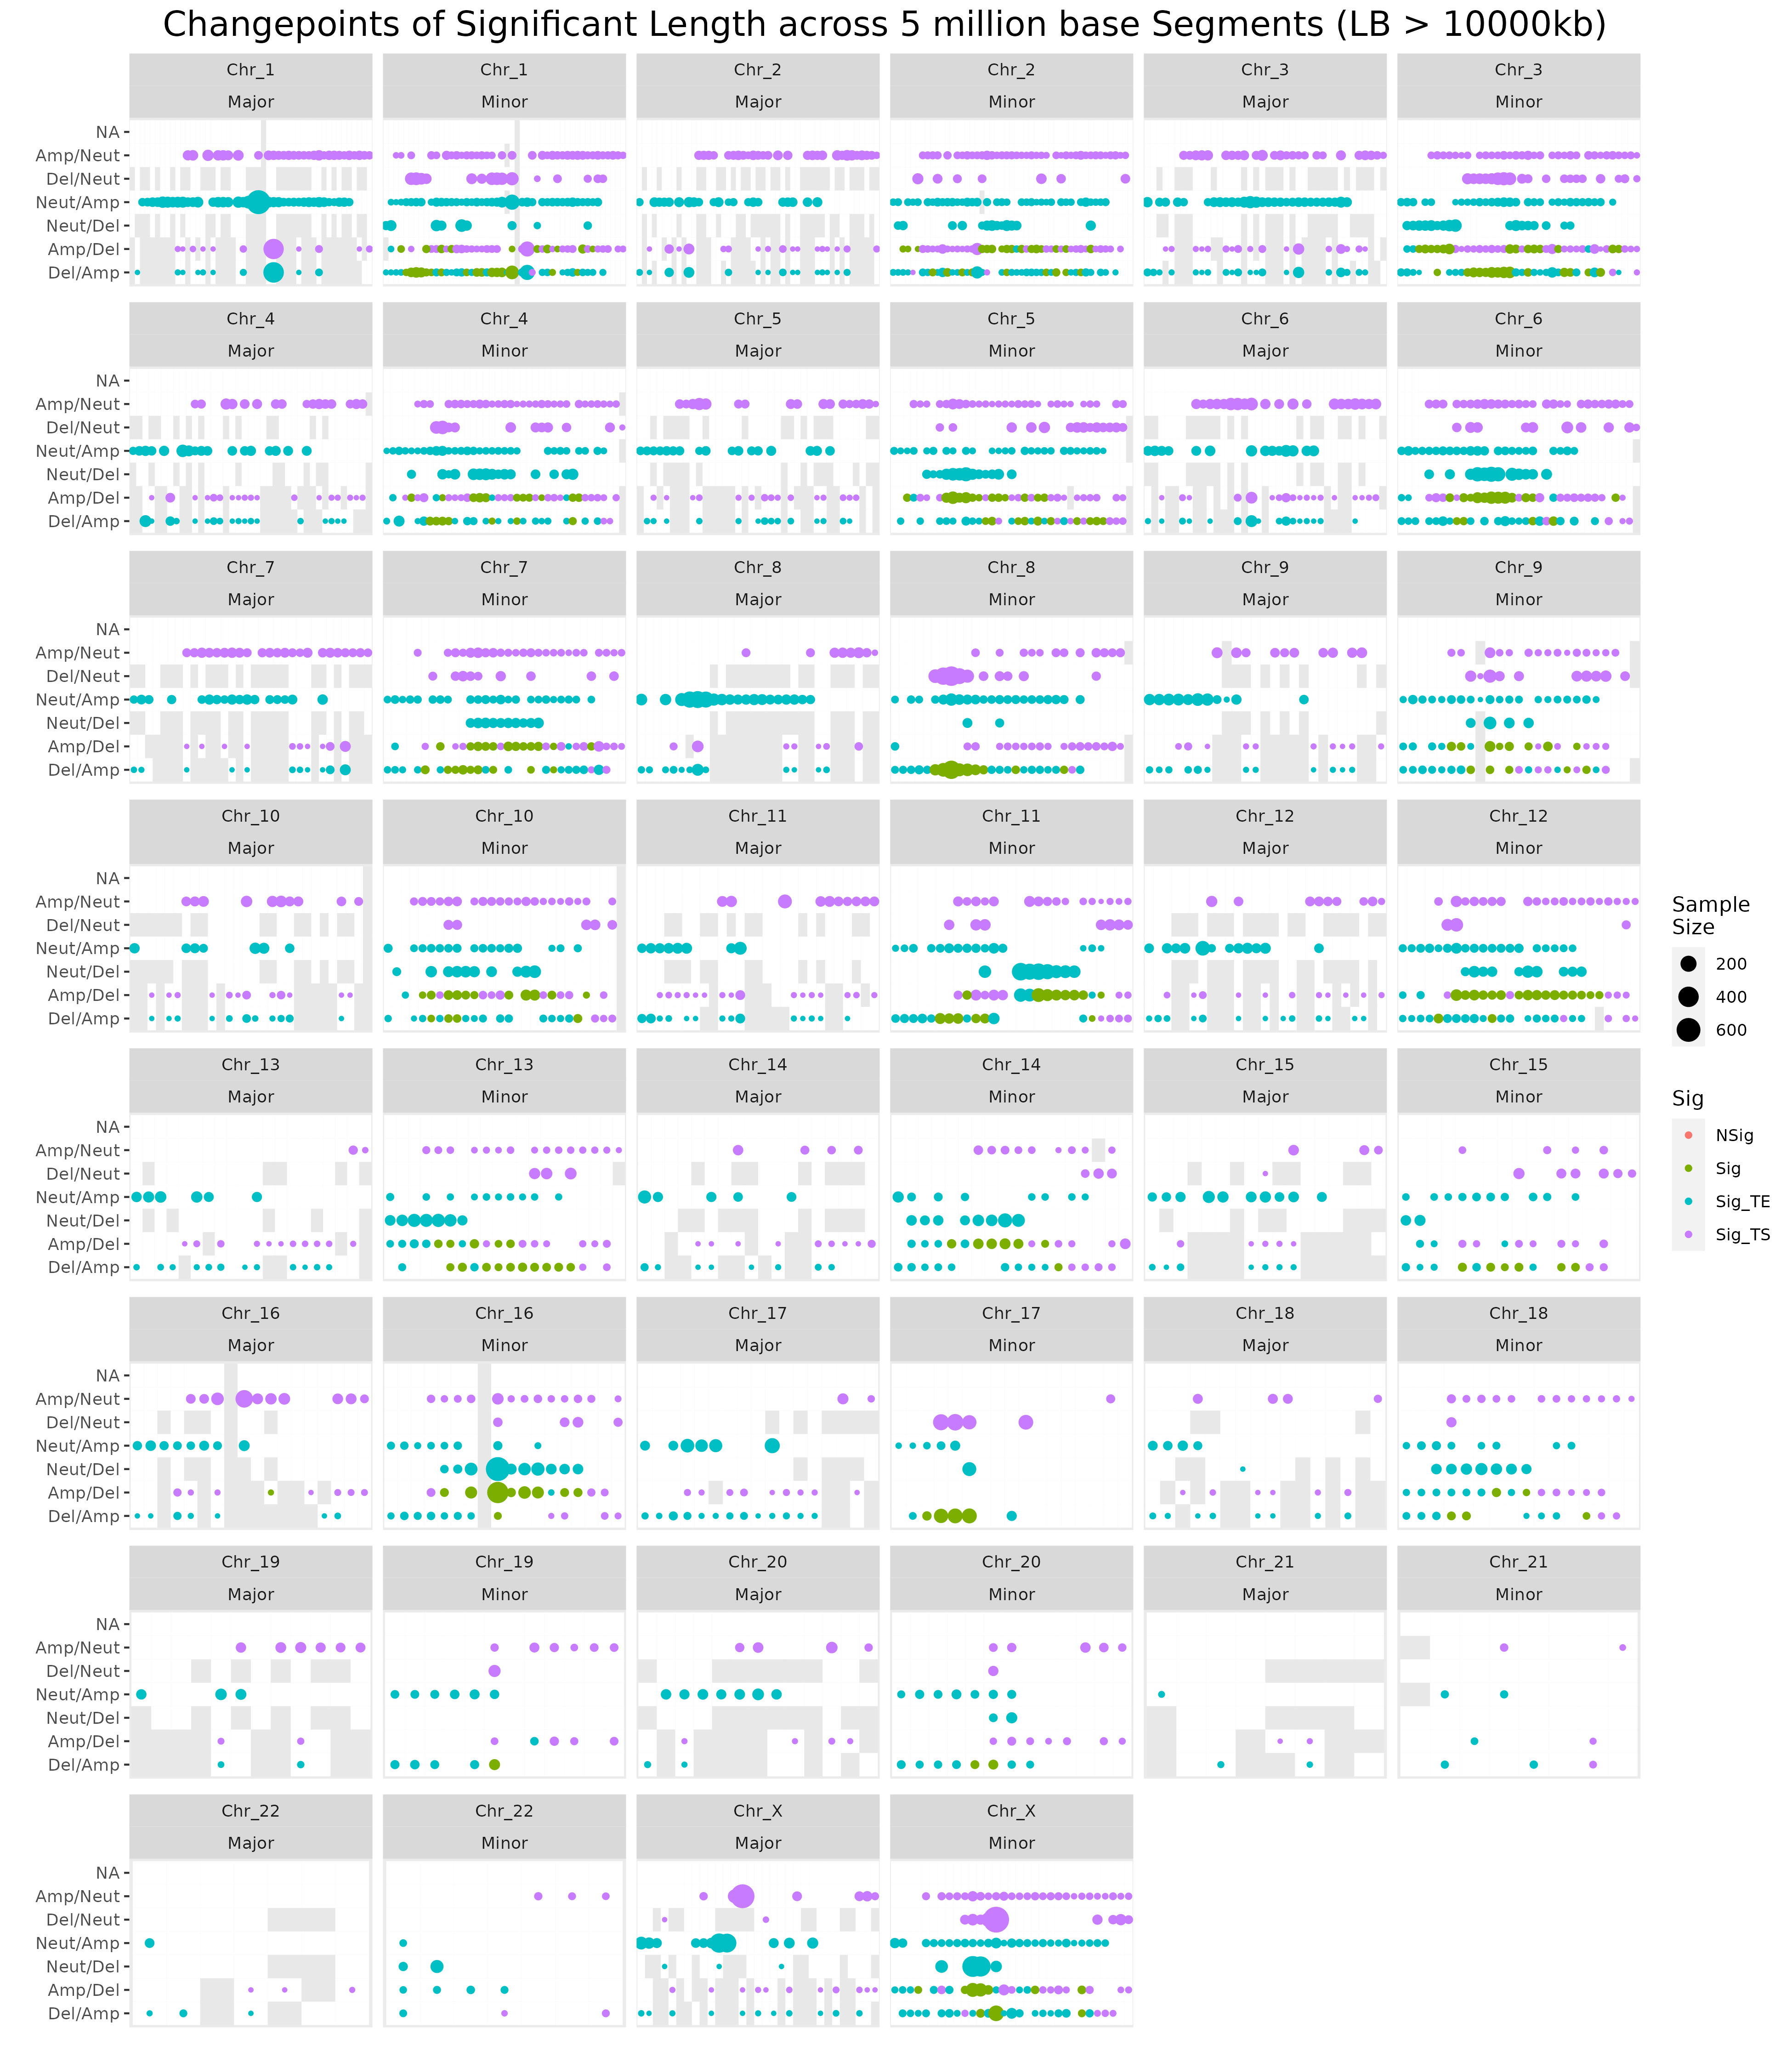 Changepoints of Significant Length across 5 million base Segments (LB > 10000kb)
Chr_1 Chr_1 Chr_2 Chr_2 Chr_3 Chr_3
Major Minor Major Minor Major Minor
NA
Amp/Neut
Del/Neut
Neut/Amp
Neut/Del
Amp/Del
Del/Amp
Chr_4 Chr_4 Chr_5 Chr_5 Chr_6 Chr_6
Major Minor Major Minor Major Minor
NA
Amp/Neut
Del/Neut
Neut/Amp
Neut/Del
Amp/Del
Del/Amp
Chr_7 Chr_7 Chr_8 Chr_8 Chr_9 Chr_9
Major Minor Major Minor Major Minor
NA
Amp/Neut
Del/Neut
Neut/Amp
Neut/Del
Amp/Del
Del/Amp
Chr_10 Chr_10 Chr_11 Chr_11 Chr_12 Chr_12
Major Minor Major Minor Major Minor
NA
Amp/Neut
Del/Neut
Neut/Amp
Neut/Del
Amp/Del
Del/Amp
Chr_13 Chr_13 Chr_14 Chr_14 Chr_15 Chr_15
Major Minor Major Minor Major Minor
NA
Amp/Neut
Del/Neut
Neut/Amp
Neut/Del
Amp/Del
Del/Amp
Chr_16 Chr_16 Chr_17 Chr_17 Chr_18 Chr_18
Major Minor Major Minor Major Minor
NA
Amp/Neut
Del/Neut
Neut/Amp
Neut/Del
Amp/Del
Del/Amp
Chr_19 Chr_19 Chr_20 Chr_20 Chr_21 Chr_21
Major Minor Major Minor Major Minor
NA
Amp/Neut
Del/Neut
Neut/Amp
Neut/Del
Amp/Del
Del/Amp
Chr_22 Chr_22 Chr_X Chr_X
Major Minor Major Minor
NA
Amp/Neut
Del/Neut
Neut/Amp
Neut/Del
Amp/Del
Del/Amp
Sample
Size
200
400
600
Sig
NSig
Sig
Sig_TE
Sig_TS